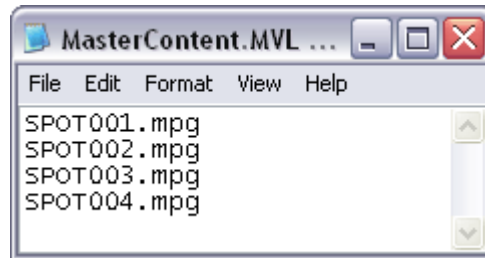 MasterContent.MVL ...
File Edit Format View Help
SPOT001.mpg
SPOT002.mpg
SPOT003.mpg
SPOT004.mpg